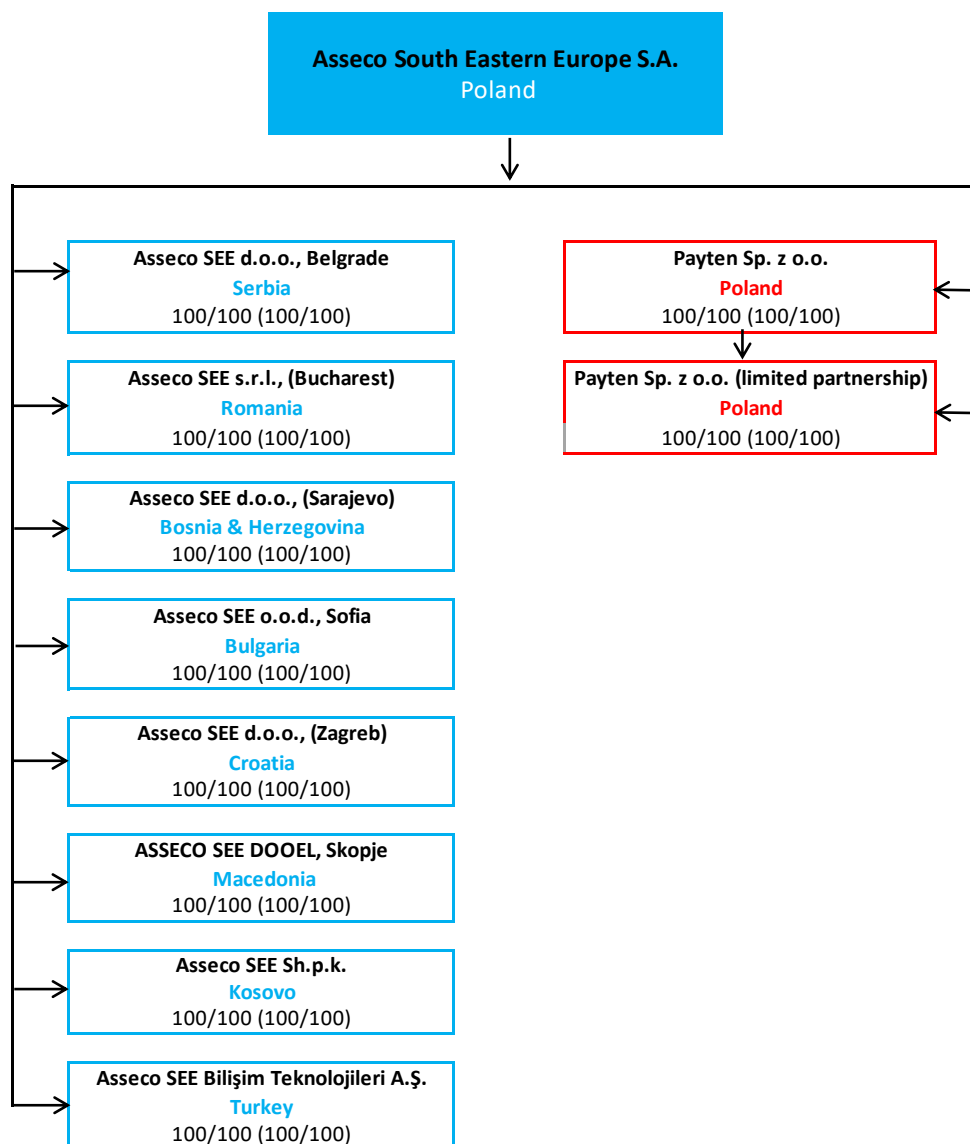 Asseco South Eastern Europe S.A.
Poland
Asseco SEE d.o.o., Belgrade
Serbia
100/100 (100/100)
Asseco SEE s.r.l., (Bucharest)
Romania
100/100 (100/100)
Asseco SEE d.o.o., (Sarajevo)
Bosnia & Herzegovina
100/100 (100/100)
Asseco SEE o.o.d., Sofia
Bulgaria
100/100 (100/100)
Asseco SEE d.o.o., (Zagreb)
Croatia
100/100 (100/100)
ASSECO SEE DOOEL, Skopje
Macedonia
100/100 (100/100)
Asseco SEE Sh.p.k.
Kosovo
100/100 (100/100)
Asseco SEE Bilişim Teknolojileri A.Ş.
Turkey
100/100 (100/100)
Payten Sp. z o.o.
Poland
100/100 (100/100)
Payten Sp. z o.o. (limited partnership)
Poland
100/100 (100/100)